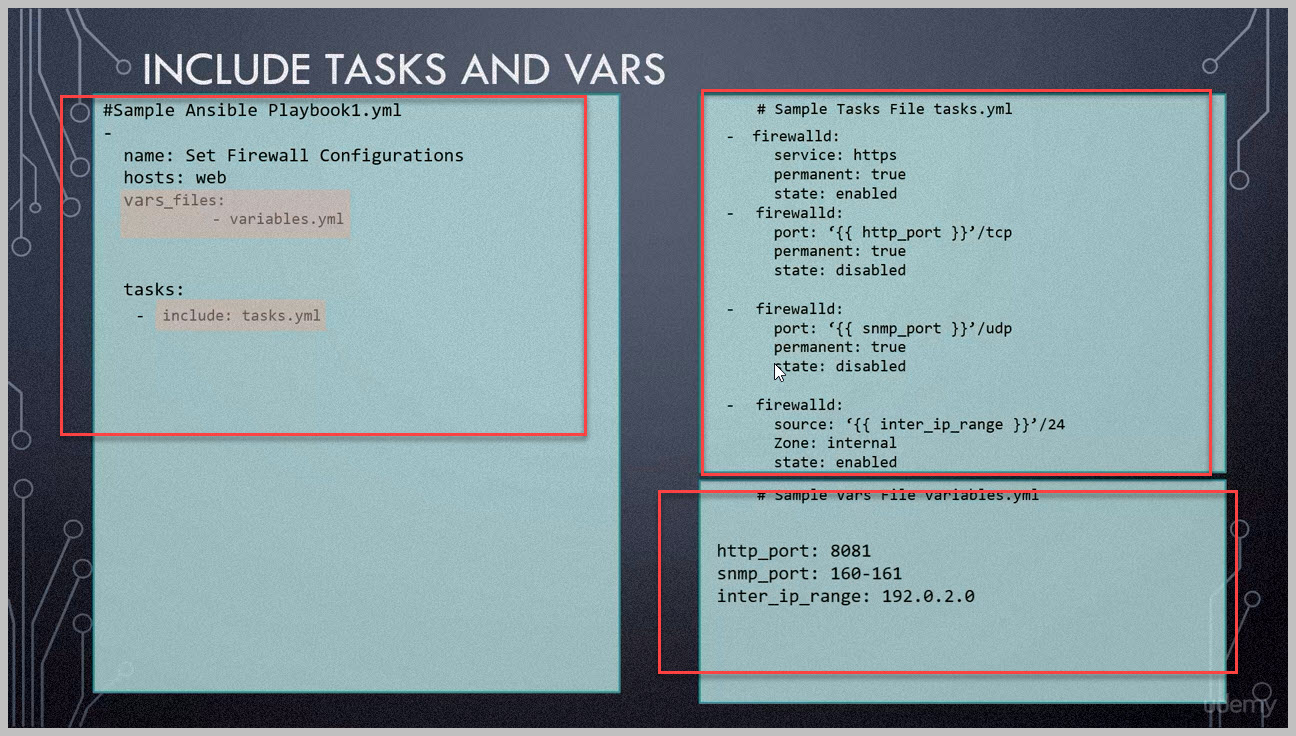 INCLUDE TASKS AND VARS
#Sample Ansible Playbook1.yml
-
name: Set Firewall Configurations
hosts: web
vars_files:
- variables.yml
tasks:
- include: tasks.yml
# Sample Tasks File tasks.yml
- firewalld:
service: https
permanent: true
state: enabled
- firewalld:
port: ‘{{ http_port }}’/tcp
permanent: true
state: disabled
- firewalld:
port: ‘{{ snmp_port }}’/udp
permanent: true
state: disabled
- firewalld:
source: ‘{{ inter_ip_range }}’/24
Zone: internal
state: enabled
# Sample Vars File variables.yml
http_port: 8081
snmp_port: 160-161
inter_ip_range: 192.0.2.0
udemy